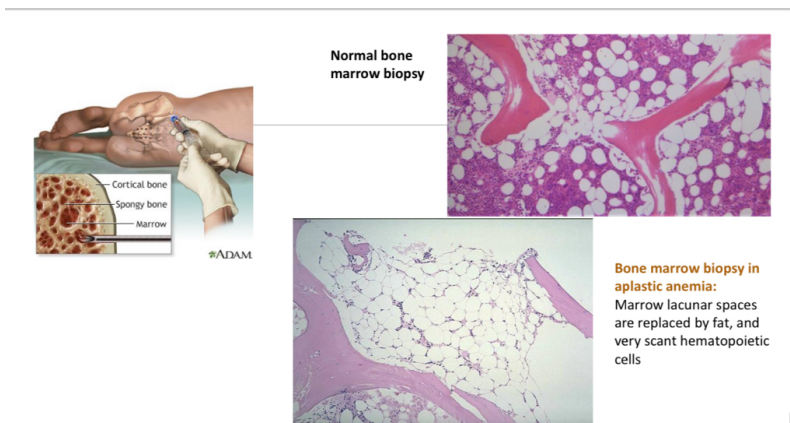 Normal bone
marrow biopsy
Cortical bone
Spongy bone
Marrow
ADAM.
Bone marrow biopsy in
aplastic anemia:
Marrow lacunar spaces
are replaced by fat, and
very scant hematopoietic
cells